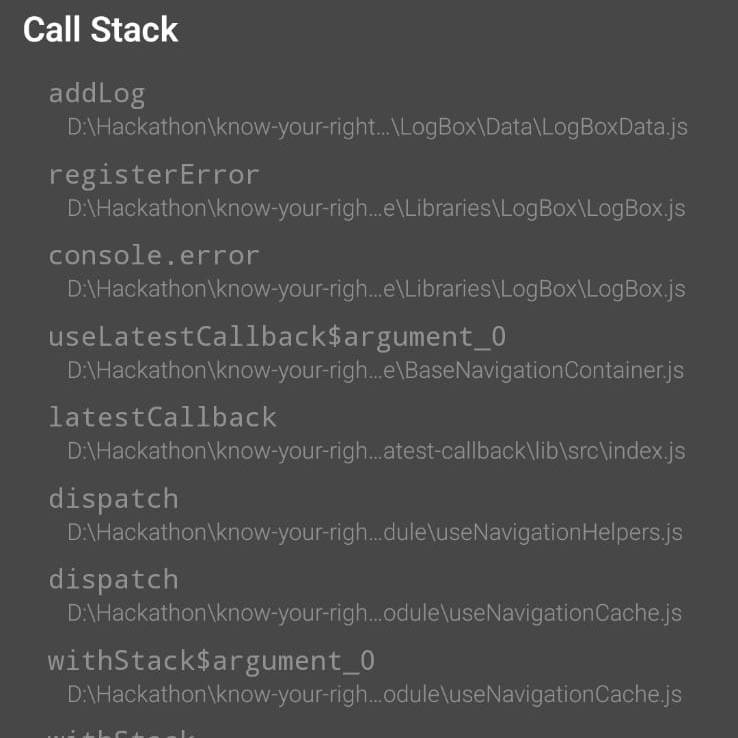 Call Stack
addLog
D:\Hackathon\know-your-right...\LogBox\Data\LogBoxData.js
registerError
D:\Hackathon\know-your-righ...e\Libraries\LogBox\LogBox.js
console.error
D:\Hackathon\know-your-righ...e\Libraries\LogBox\LogBox.js
useLatestCallback$argument_0
D:\Hackathon\know-your-righ...e\BaseNavigationContainer.js
latestCallback
D:\Hackathon\know-your-righ...atest-callback\lib\src\index.js
dispatch
D:\Hackathon\know-your-righ...dule\useNavigationHelpers.js
dispatch
D:\Hackathon\know-your-righ...odule\useNavigationCache.js
withStack$argument_0
D:\Hackathon\know-your-righ...odule\useNavigationCache.js
withStack